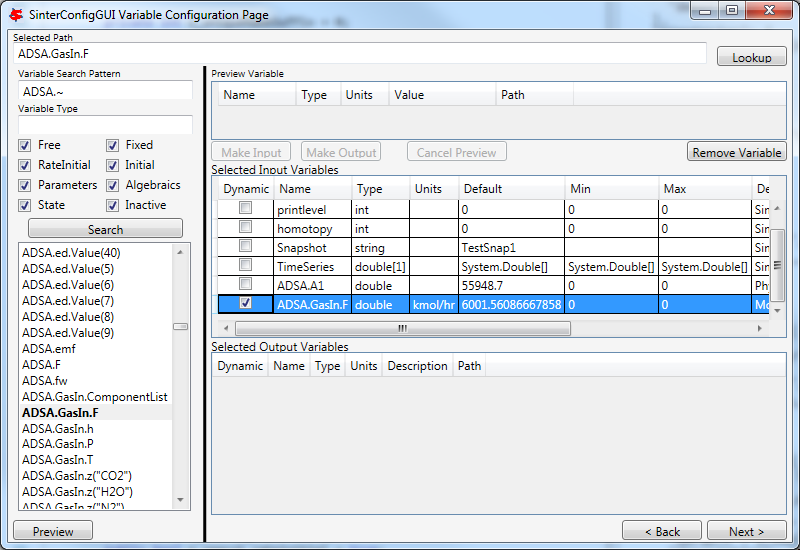 SinterConfigGUI Variable Configuration Page
Selected Path
ADSA.GasIn.F
Lookup
Variable Search Pattern
ADSA.~
Variable Type
Free Fixed
RateInitial Initial
Parameters Algebraics
State Inactive
Search
ADSA.ed.Value(40)
ADSA.ed.Value(5)
ADSA.ed.Value(6)
ADSA.ed.Value(7)
ADSA.ed.Value(8)
ADSA.ed.Value(9)
ADSA.emf
ADSA.F
ADSA.fw
ADSA.GasIn.ComponentList
ADSA.GasIn.F
ADSA.GasIn.h
ADSA.GasIn.P
ADSA.GasIn.T
ADSA.GasIn.z("CO2")
ADSA.GasIn.z("H2O")
ADSA.GasIn.z("N2")
Preview
Preview Variable
Name Type Units Value Path
Make Input Make Output Cancel Preview Remove Variable
Selected Input Variables
Dynamic Name Type Units Default Min Max De
printlevel int 0 0 0 Sin
homotopy int 0 0 0 Sin
Snapshot string TestSnap1 Sin
TimeSeries double[1] System.Double[] System.Double[] System.Double[] Sin
ADSA.A1 double 55948.7 0 0 Ph
ADSA.GasIn.F double kmol/hr 6001.56086667858 0 0 Mo
Selected Output Variables
Dynamic Name Type Units Description Path
< Back Next >